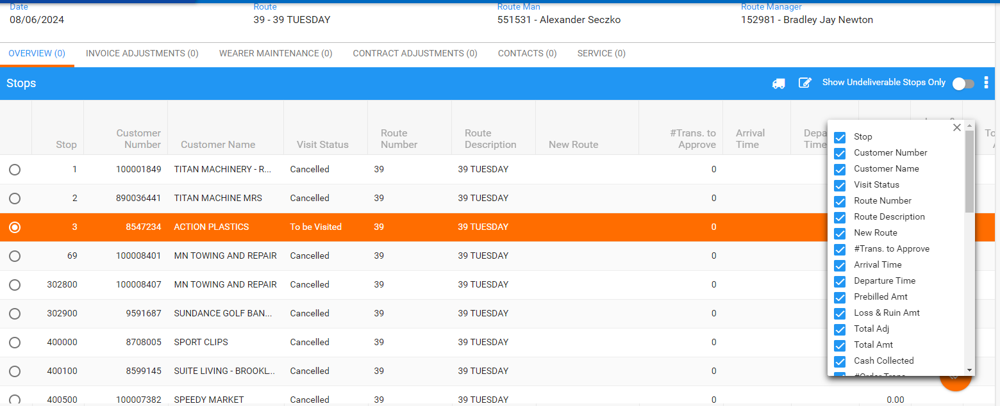 Date Route Route Man Route Manager
08/06/2024 39 - 39 TUESDAY 551531 - Alexander Seczko 152981 - Bradley Jay Newton
OVERVIEW (0) INVOICE ADJUSTMENTS (0) WEARER MAINTENANCE (0) CONTRACT ADJUSTMENTS (0) CONTACTS (0) SERVICE (0)
Stops Show Undeliverable Stops Only
Stop Customer Number Customer Name Visit Status Route Number Route Description New Route #Trans. to Approve Arrival Time
1 100001849 TITAN MACHINERY - R... Cancelled 39 39 TUESDAY 0
2 890036441 TITAN MACHINE MRS Cancelled 39 39 TUESDAY 0
3 8547234 ACTION PLASTICS To be Visited 39 39 TUESDAY 0
69 100008401 MN TOWING AND REPAIR Cancelled 39 39 TUESDAY 0
302800 100008407 MN TOWING AND REPAIR Cancelled 39 39 TUESDAY 0
302900 9591687 SUNDANCE GOLF BAN... Cancelled 39 39 TUESDAY 0
400000 8708005 SPORT CLIPS Cancelled 39 39 TUESDAY 0
400100 8599145 SUITE LIVING - BROOKL... Cancelled 39 39 TUESDAY 0
400500 100007382 SPEEDY MARKET Cancelled 39 39 TUESDAY 0 0.00
Stop
Customer Number
Customer Name
Visit Status
Route Number
Route Description
New Route
#Trans. to Approve
Arrival Time
Departure Time
Prebilled Amt
Loss & Ruin Amt
Total Adj
Total Amt
Cash Collected
#Order Trans